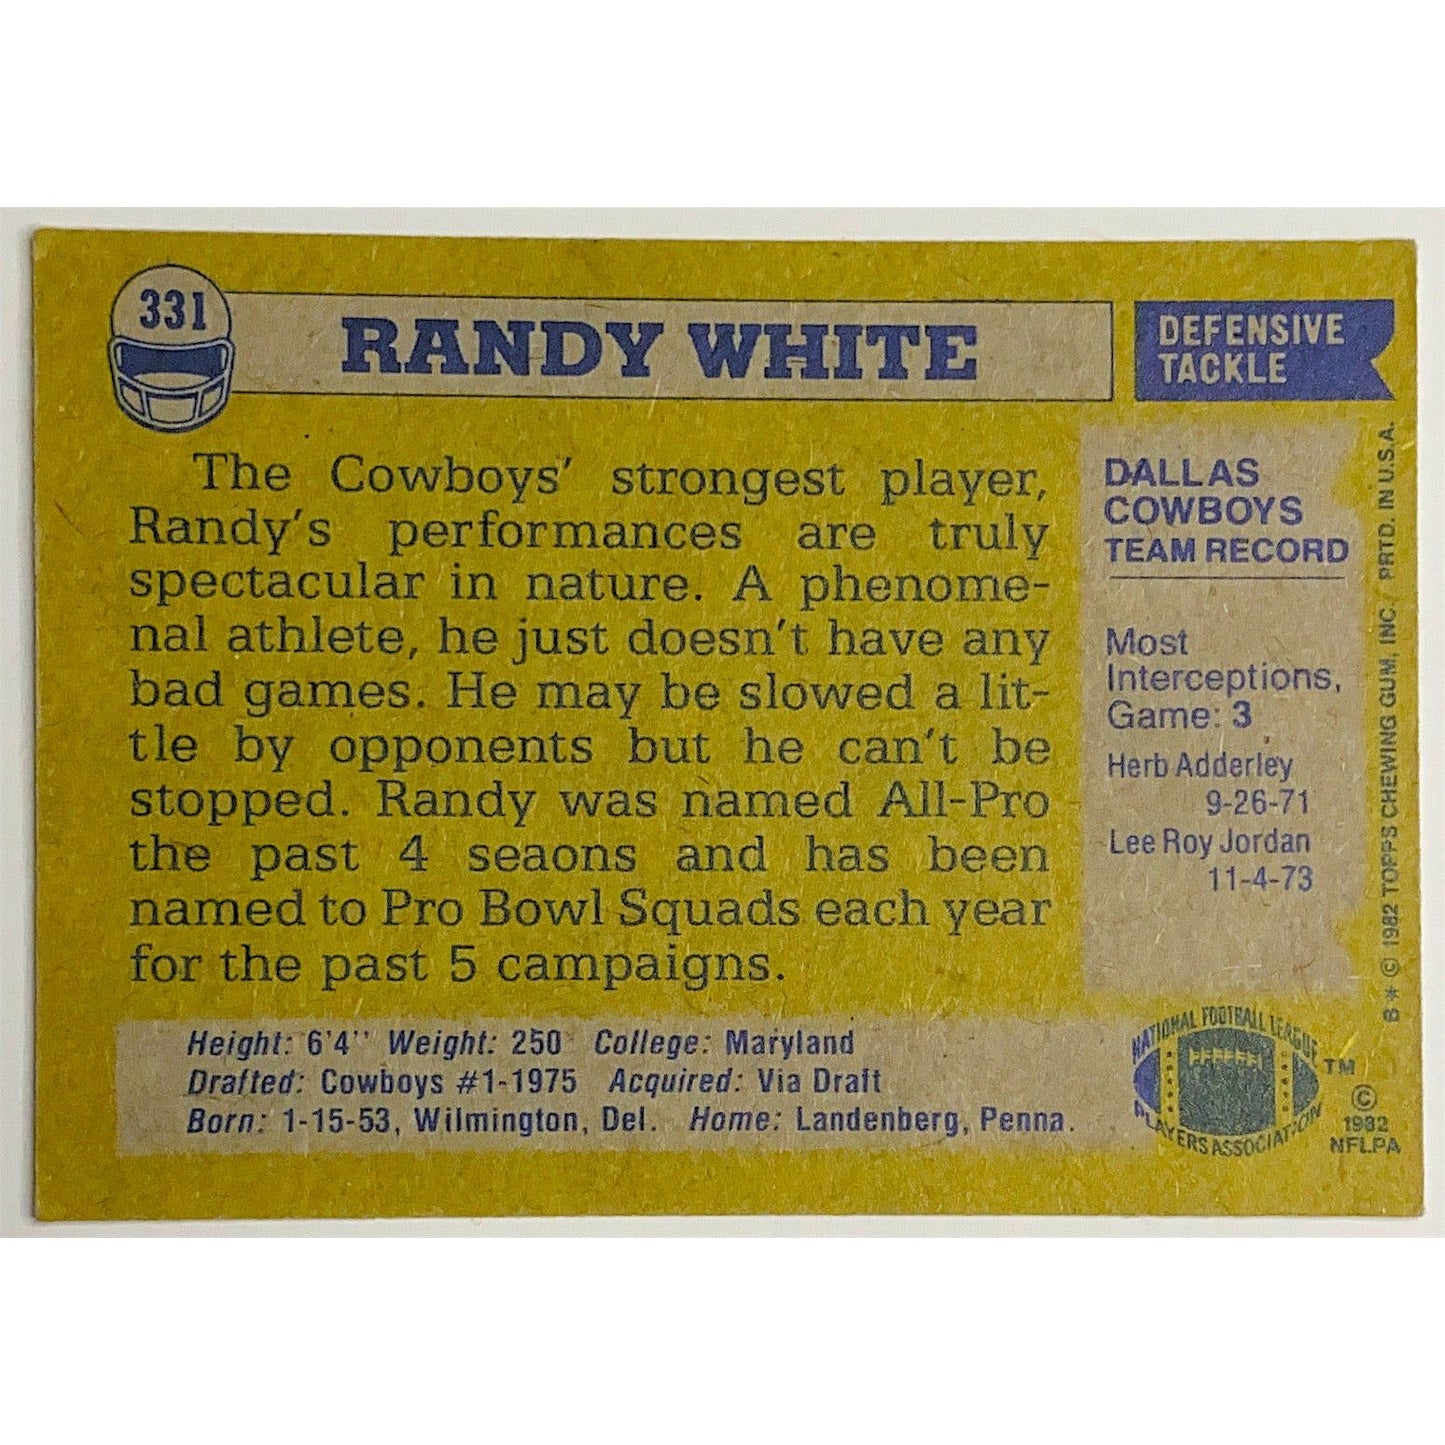 331
RANDY WHITE
DEFENSIVE
TACKLE
The Cowboys' strongest player,
Randy's performances are truly
spectacular in nature. A phenome-
nal athlete, he just doesn't have any
bad games. He may be slowed a lit-
tle by opponents but he can't be
stopped. Randy was named All-Pro
the past 4 seaons and has been
named to Pro Bowl Squads each year
for the past 5 campaigns.
DALLAS
COWBOYS
TEAM RECORD
Most
Interceptions,
Game: 3
Herb Adderley
9-26-71
Lee Roy Jordan
11-4-73
B * © 1982 TOPPS CHEWING GUM, INC. / PRTD. IN U.S.A.
Height: 6'4" Weight: 250 College: Maryland
Drafted: Cowboys #1-1975 Acquired: Via Draft
Born: 1-15-53, Wilmington, Del. Home: Landenberg, Penna.
NATIONAL FOOTBALL LEAGUE
PLAYERS ASSOCIATION
TM
©
1982
NFLPA